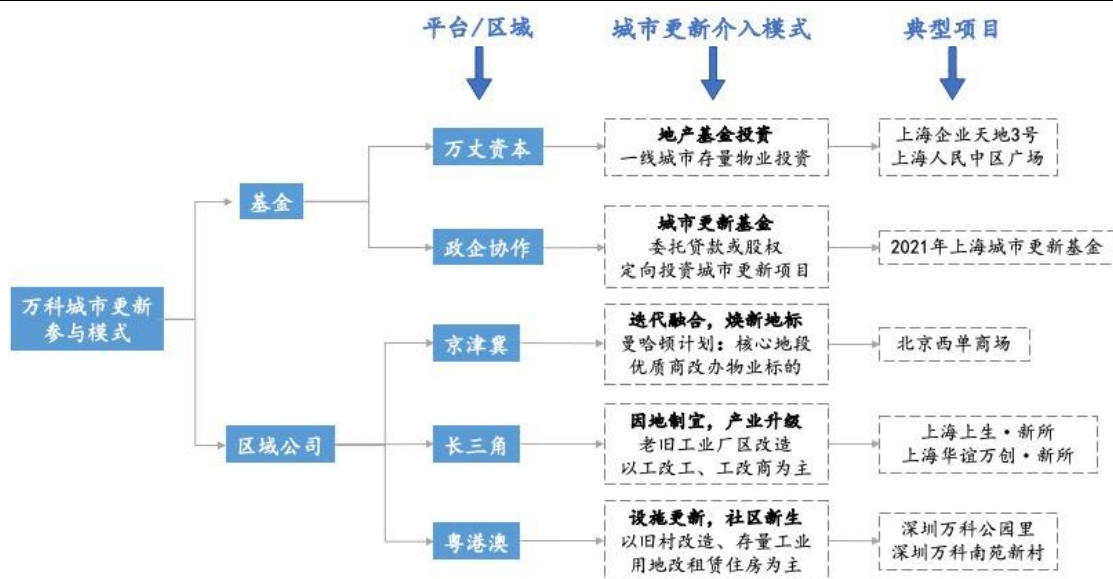 平台/区域
城市更新介入模式
典型项目
万科城市更新
参与模式
基金
万丈资本
地产基金投资
一线城市存量物业投资
上海企业天地3号
上海人民中区广场
政企协作
城市更新基金
委托贷款或股权
定向投资城市更新项目
2021年上海城市更新基金
区域公司
京津冀
迭代融合，焕新地标
曼哈顿计划：核心地段
优质商改办物业标的
北京西单商场
长三角
因地制宜，产业升级
老旧工业厂区改造
以工改工、工改商为主
上海上生·新所
上海华谊万创·新所
粤港澳
设施更新，社区新生
以旧村改造、存量工业
用地改租赁住房为主
深圳万科公园里
深圳万科南苑新村